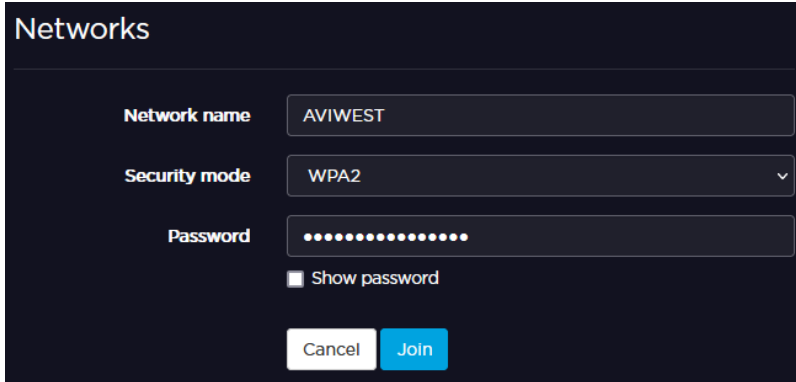 Networks
Network name AVIWEST
Security mode WPA2
Password ••••••••••••••••
Show password
Cancel Join